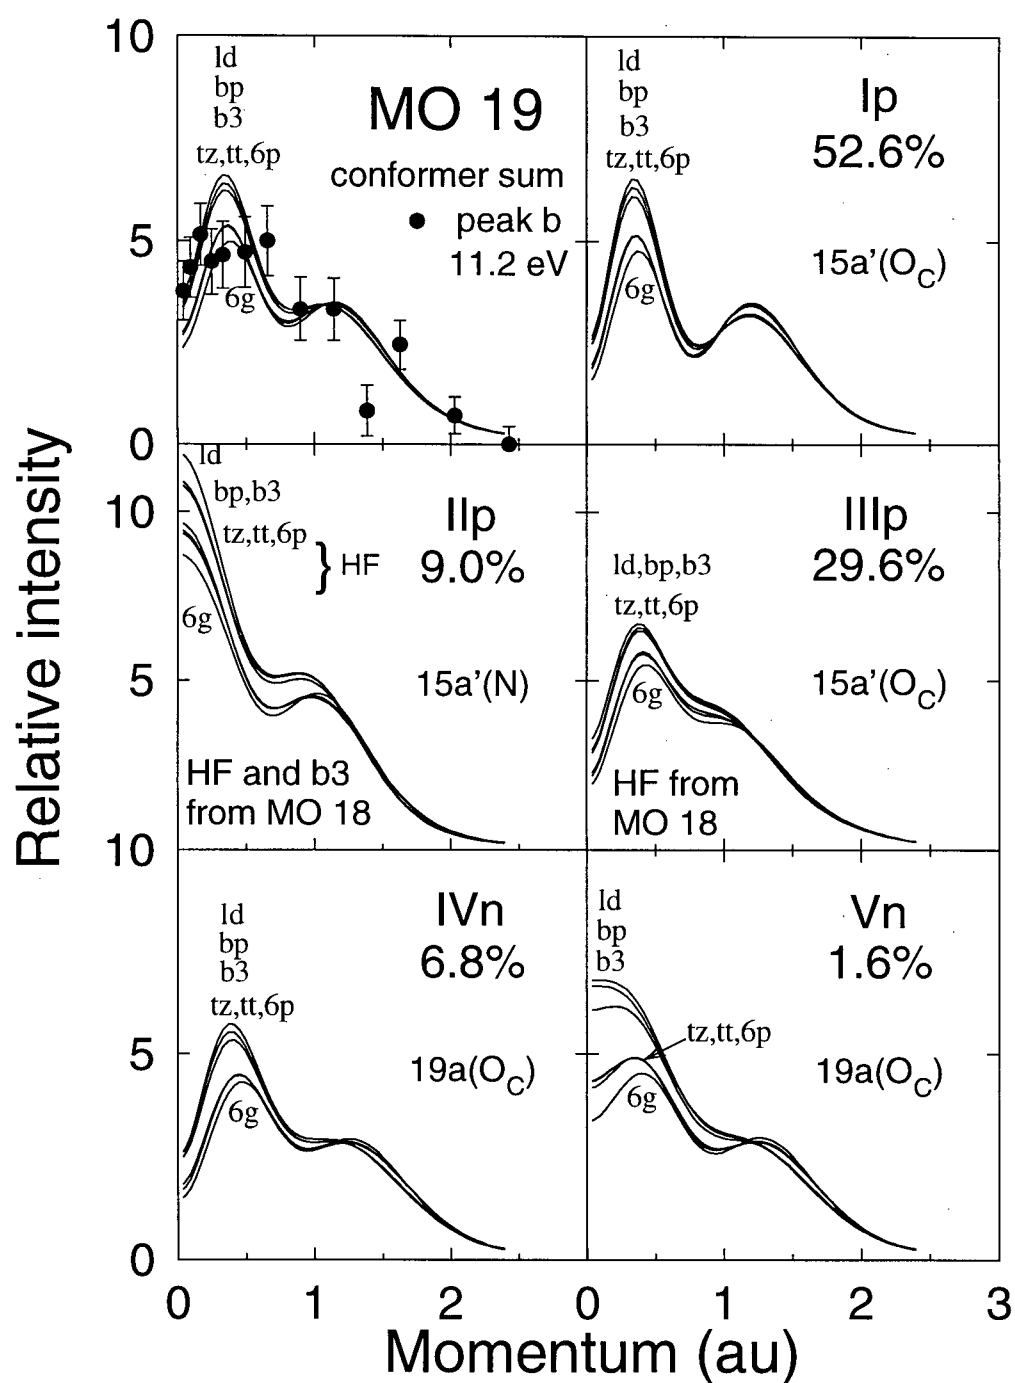 Relative intensity
10
5
0
ld
bp
b3
tz,tt,6p
6g
MO 19
conformer sum
● peak b
11.2 eV
ld
bp
b3
tz,tt,6p
6g
Ip
52.6%
15a'(O_C)
10
5
10
ld
bp,b3
tz,tt,6p
} HF
6g
IIp
9.0%
15a'(N)
HF and b3
from MO 18
ld,bp,b3
tz,tt,6p
6g
IIIp
29.6%
15a'(O_C)
HF from
MO 18
5
0
ld
bp
b3
tz,tt,6p
6g
IVn
6.8%
19a(O_C)
ld
bp
b3
tz,tt,6p
6g
Vn
1.6%
19a(O_C)
0 1 2 0 1 2 3
Momentum (au)